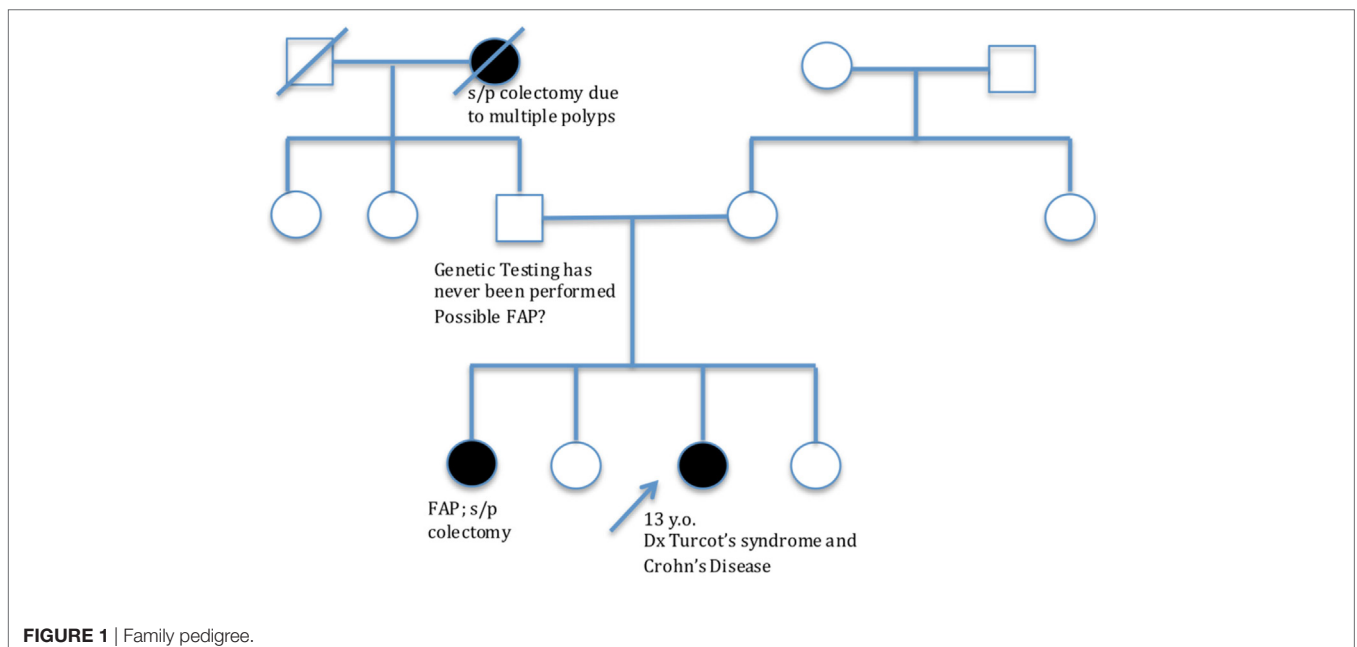 s/p colectomy due
to multiple polyps
Genetic Testing has
never been performed
Possible FAP?
FAP; s/p
colectomy
13 y.o.
Dx Turcot's syndrome and
Crohn's Disease
FIGURE 1 | Family pedigree.